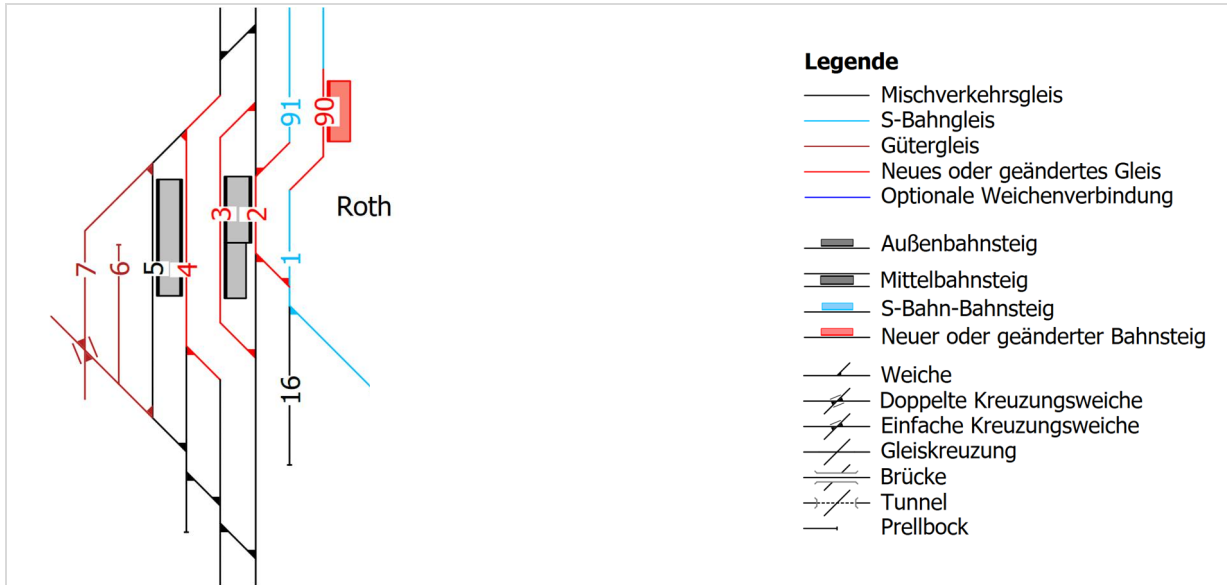 91
90
3
2
Roth
7
6
5
4
1
16
Legende
Mischverkehrsgleis
S-Bahngleis
Gütergleis
Neues oder geändertes Gleis
Optionale Weichenverbindung
Außenbahnsteig
Mittelbahnsteig
S-Bahn-Bahnsteig
Neuer oder geänderter Bahnsteig
Weiche
Doppelte Kreuzungsweiche
Einfache Kreuzungsweiche
Gleiskreuzung
Brücke
Tunnel
Prellbock